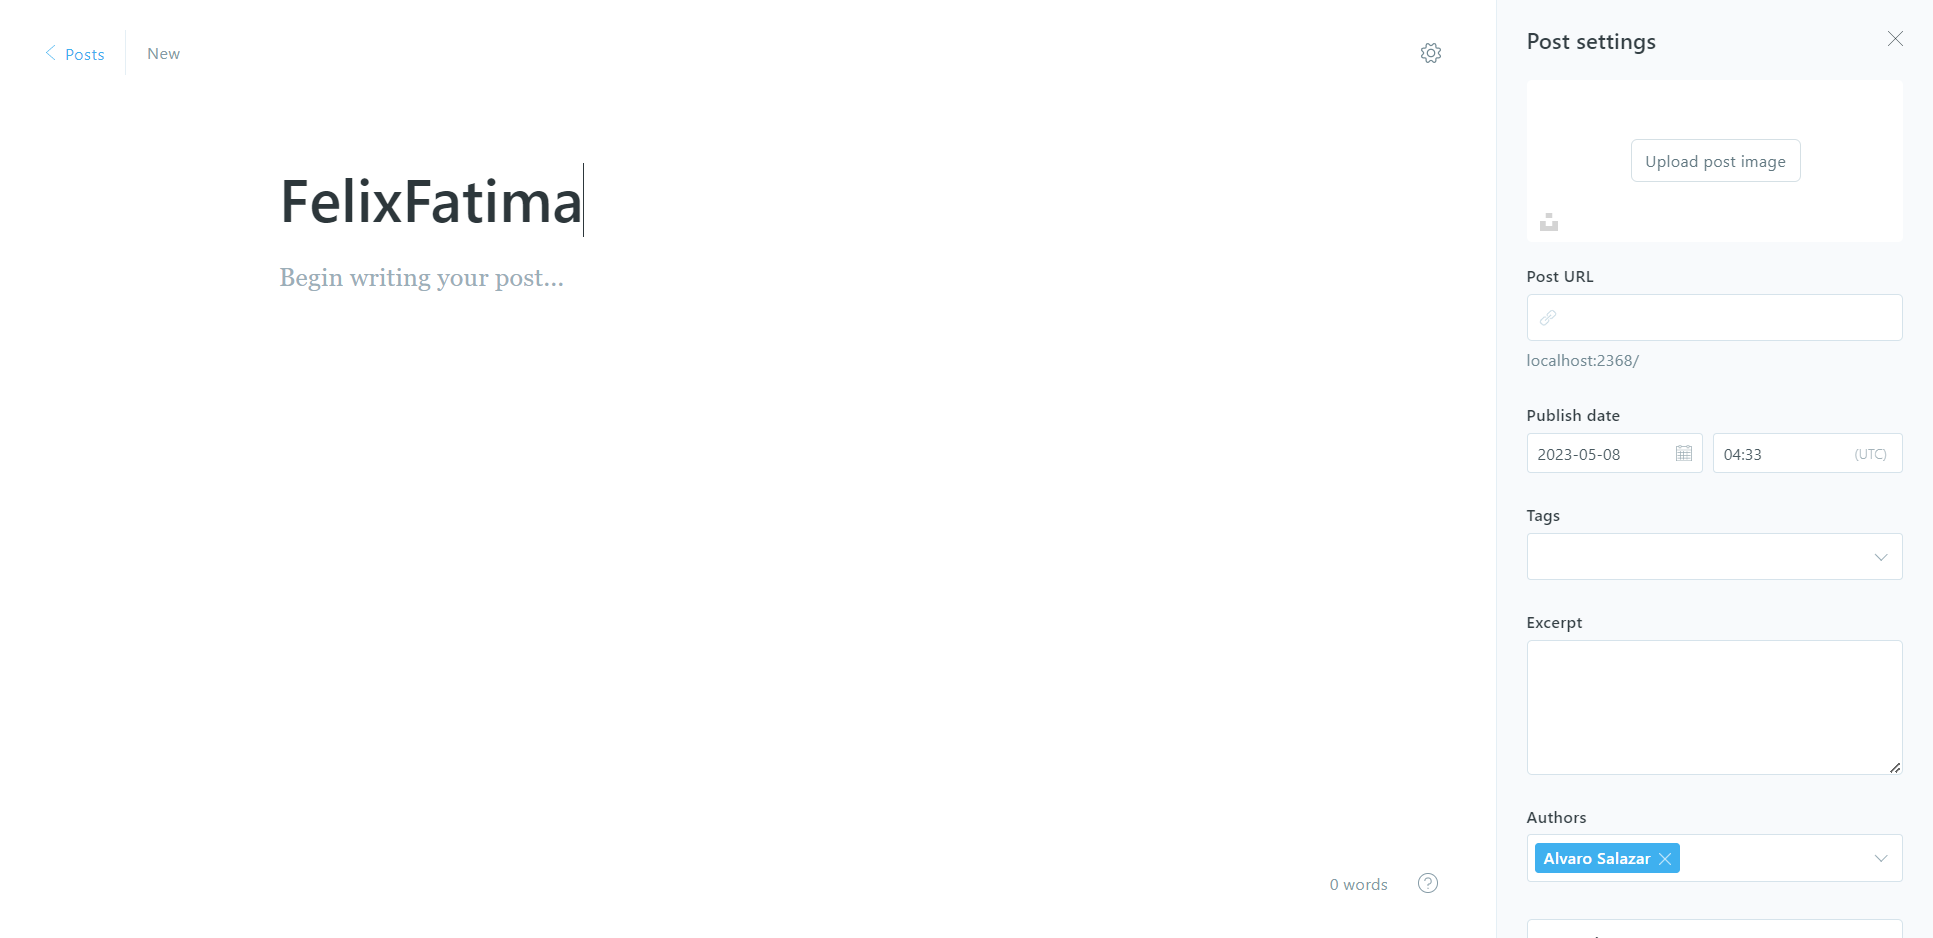 Posts
New
FelixFatima
Begin writing your post...
0 words
Post settings
Upload post image
Post URL
localhost:2368/
Publish date
2023-05-08
04:33 (UTC)
Tags
Excerpt
Authors
Alvaro Salazar